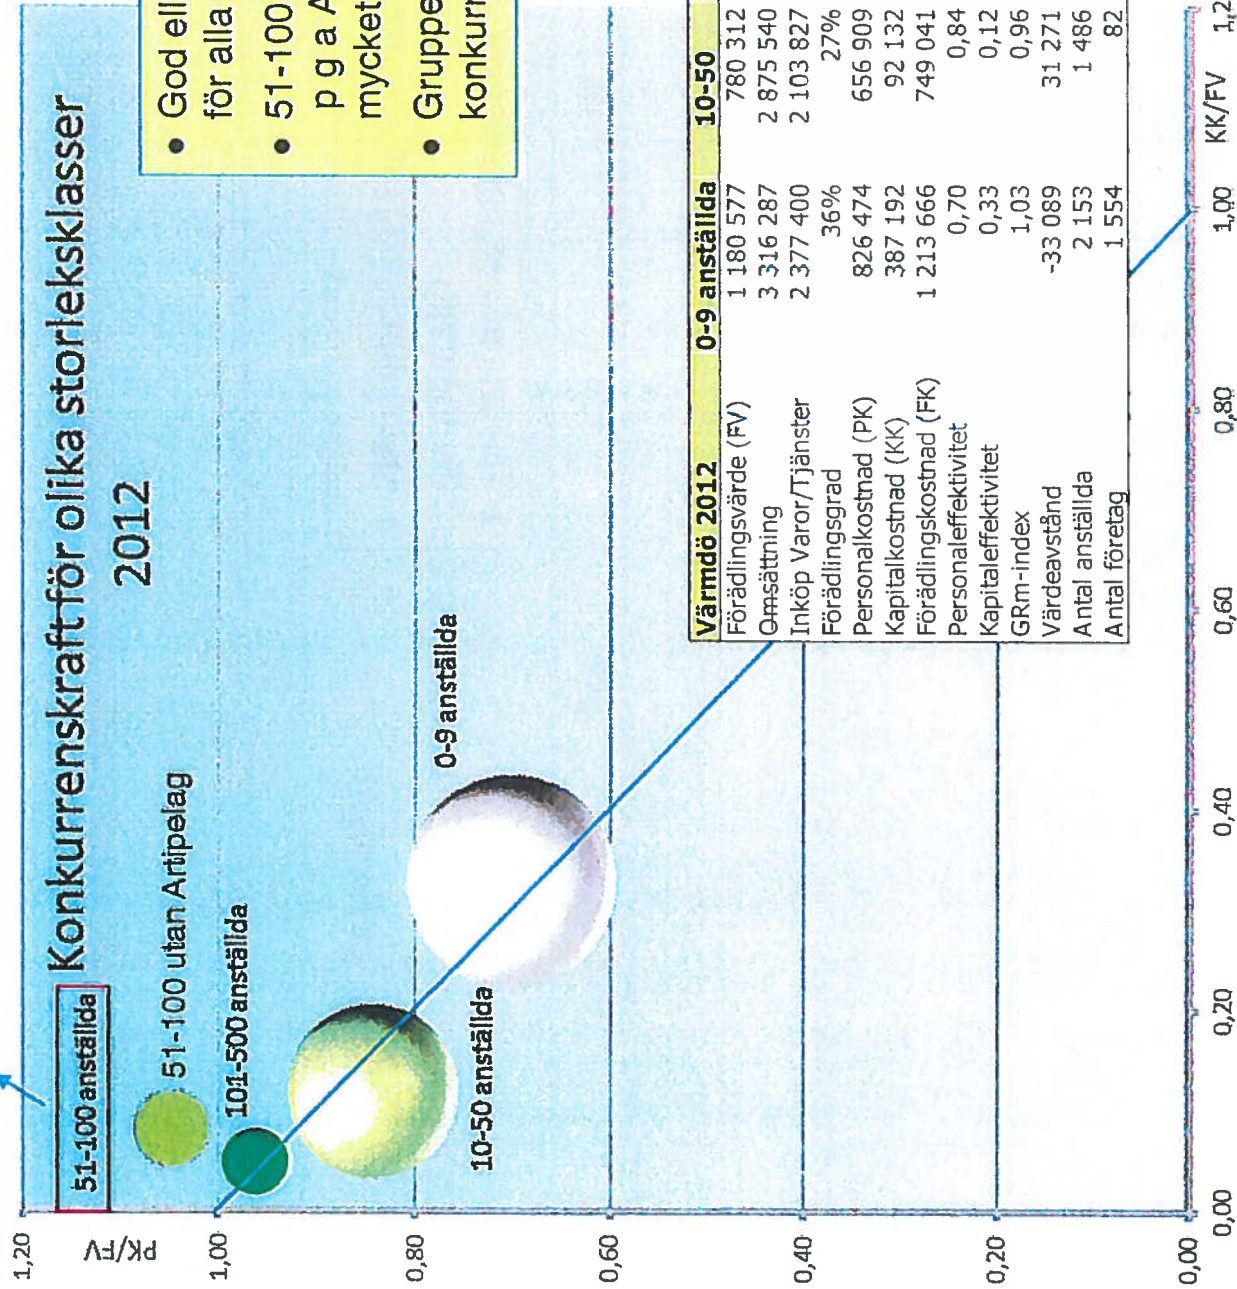 Konkurrenskraft för olika storleksklasser
2012
51-100 anställda
51-100 utan Artipelag
101-500 anställda
10-50 anställda
0-9 anställda
• God ell
för alla
• 51-100
p g a A
mycket
• Gruppe
konkurr
Värmdö 2012 0-9 anställda 10-50
Förädlingsvärde (FV) 1 180 577 780 312
Omsättning 3 316 287 2 875 540
Inköp Varor/Tjänster 2 377 400 2 103 827
Förädlingsgrad 36% 27%
Personalkostnad (PK) 826 474 656 909
Kapitalkostnad (KK) 387 192 92 132
Förädlingskostnad (FK) 1 213 666 749 041
Personaleffektivitet 0,70 0,84
Kapitaleffektivitet 0,33 0,12
GRm-index 1,03 0,96
Värdeavstånd -33 089 31 271
Antal anställda 2 153 1 486
Antal företag 1 554 82
1,20
PK/FV
1,00
0,80
0,60
0,40
0,20
0,00
0,00 0,20 0,40 0,60 0,80 1,00 KK/FV 1,2